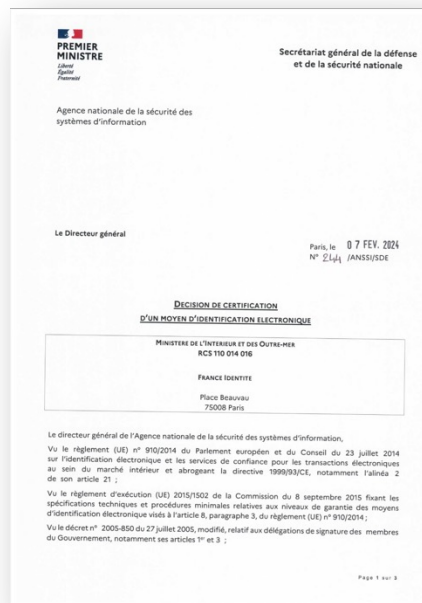 PREMIER
MINISTRE
Liberté
Égalité
Fraternité
Secrétariat général de la défense
et de la sécurité nationale
Agence nationale de la sécurité des
systèmes d'information
Le Directeur général
Paris, le 07 FEV. 2024
N° 244 /ANSSI/SDE
DECISION DE CERTIFICATION
D'UN MOYEN D'IDENTIFICATION ELECTRONIQUE
MINISTERE DE L'INTERIEUR ET DES OUTRE-MER
RCS 110 014 016
FRANCE IDENTITE
Place Beauvau
75008 Paris
Le directeur général de l'Agence nationale de la sécurité des systèmes d'information,
Vu le règlement (UE) n° 910/2014 du Parlement européen et du Conseil du 23 juillet 2014
sur l'identification électronique et les services de confiance pour les transactions électroniques
au sein du marché intérieur et abrogeant la directive 1999/93/CE, notamment l'alinéa 2
de son article 21 ;
Vu le règlement d'exécution (UE) 2015/1502 de la Commission du 8 septembre 2015 fixant les
spécifications techniques et procédures minimales relatives aux niveaux de garantie des moyens
d'identification électronique visés à l'article 8, paragraphe 3, du règlement (UE) n° 910/2014 ;
Vu le décret n° 2005-850 du 27 juillet 2005, modifié, relatif aux délégations de signature des membres
du Gouvernement, notamment ses articles 1er et 3 ;
Page 1 sur 3